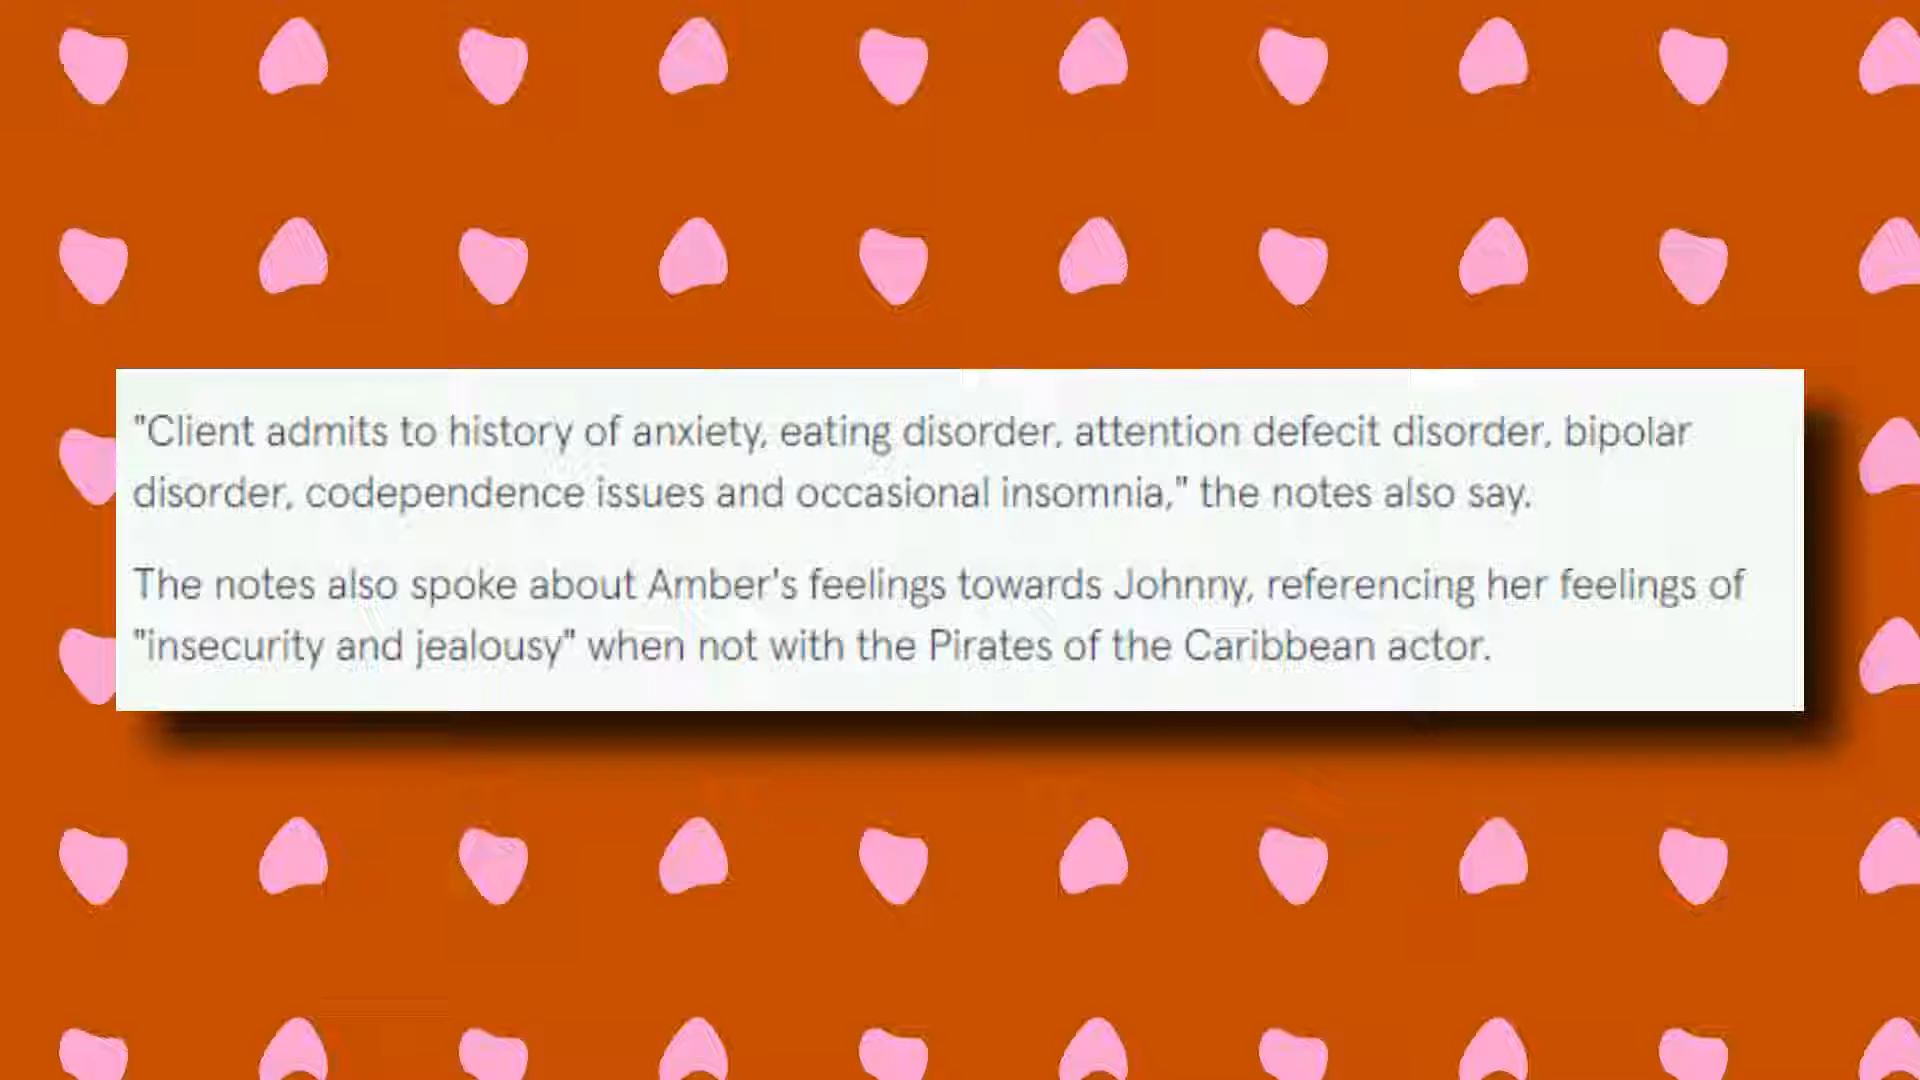 "Client admits to history of anxiety, eating disorder, attention defecit disorder, bipolar
disorder, codependence issues and occasional insomnia," the notes also say.
The notes also spoke about Amber's feelings towards Johnny, referencing her feelings of
"insecurity and jealousy" when not with the Pirates of the Caribbean actor.